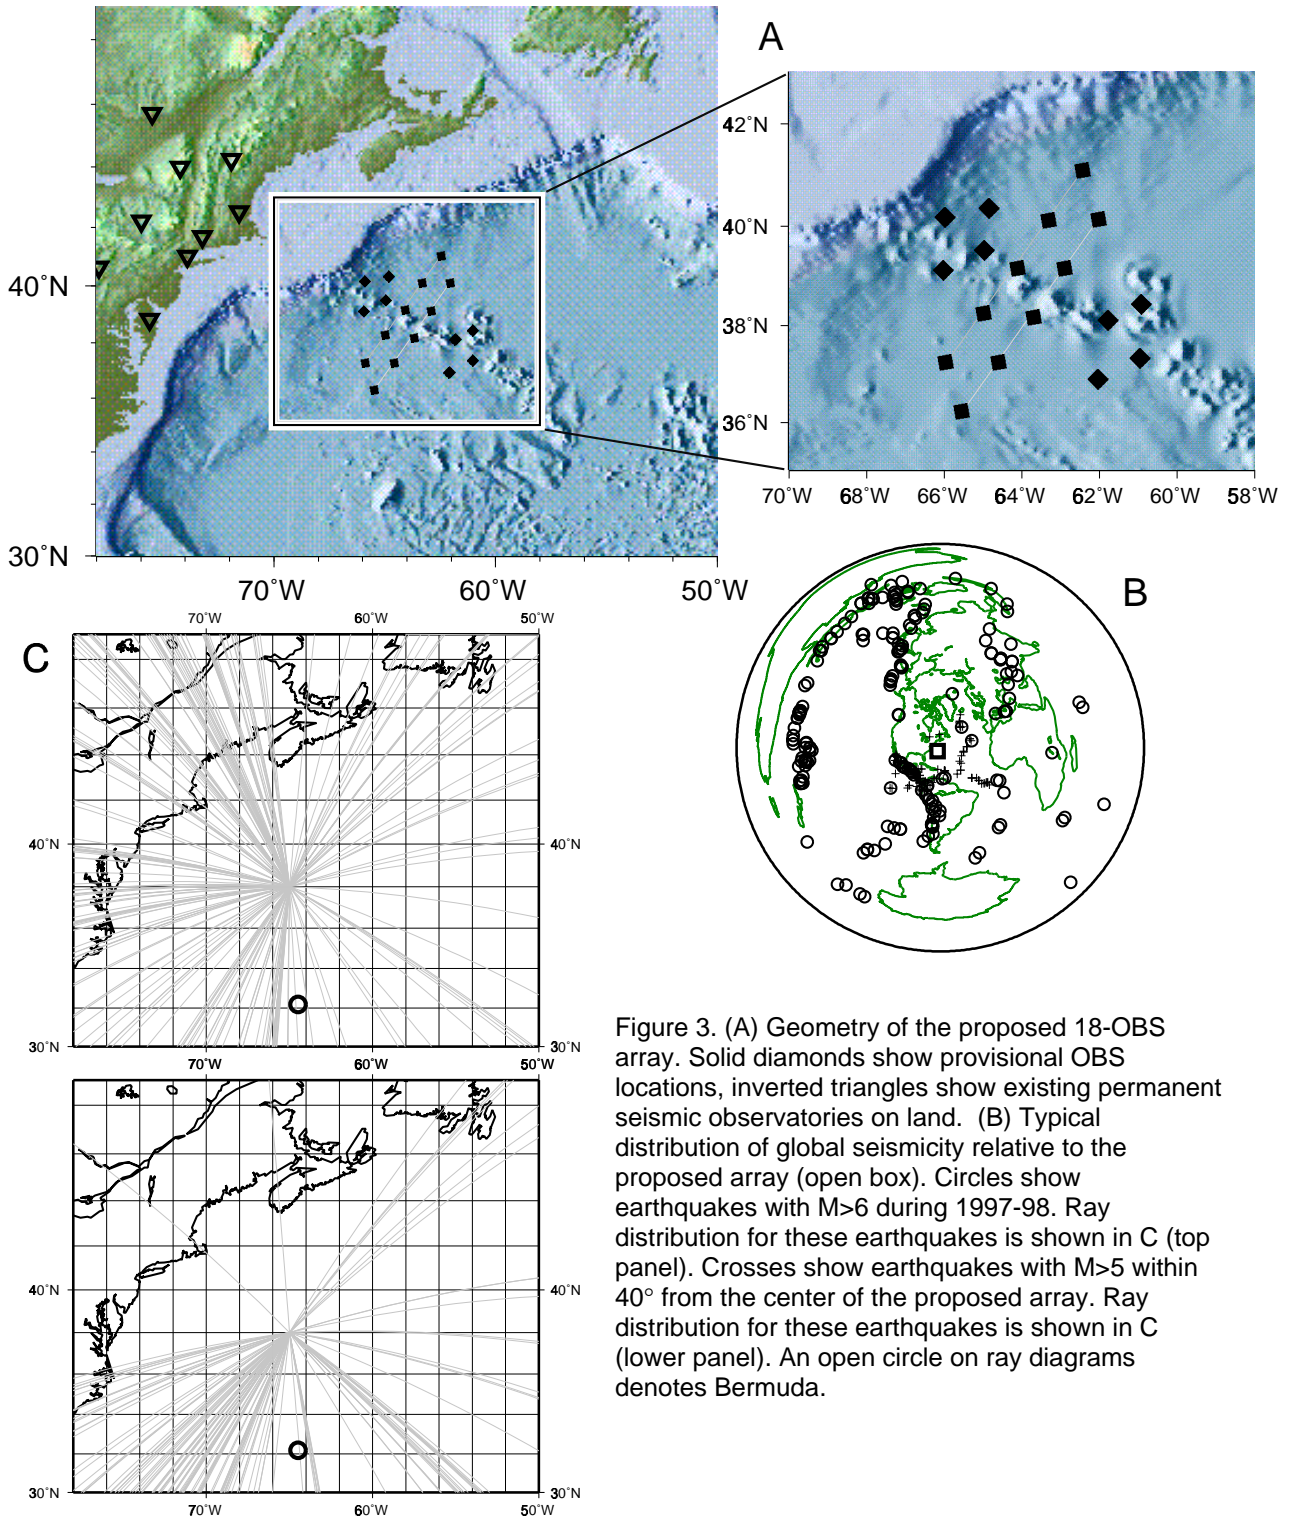 A
42°N
40°N
38°N
36°N
70°W 68°W 66°W 64°W 62°W 60°W 58°W
40°N
30°N
70°W 60°W 50°W
B
C
70°W 60°W 50°W
40°N 40°N
30°N 30°N
70°W 60°W 50°W
40°N 40°N
30°N 30°N
70°W 60°W 50°W
Figure 3. (A) Geometry of the proposed 18-OBS
array. Solid diamonds show provisional OBS
locations, inverted triangles show existing permanent
seismic observatories on land. (B) Typical
distribution of global seismicity relative to the
proposed array (open box). Circles show
earthquakes with M>6 during 1997-98. Ray
distribution for these earthquakes is shown in C (top
panel). Crosses show earthquakes with M>5 within
40° from the center of the proposed array. Ray
distribution for these earthquakes is shown in C
(lower panel). An open circle on ray diagrams
denotes Bermuda.